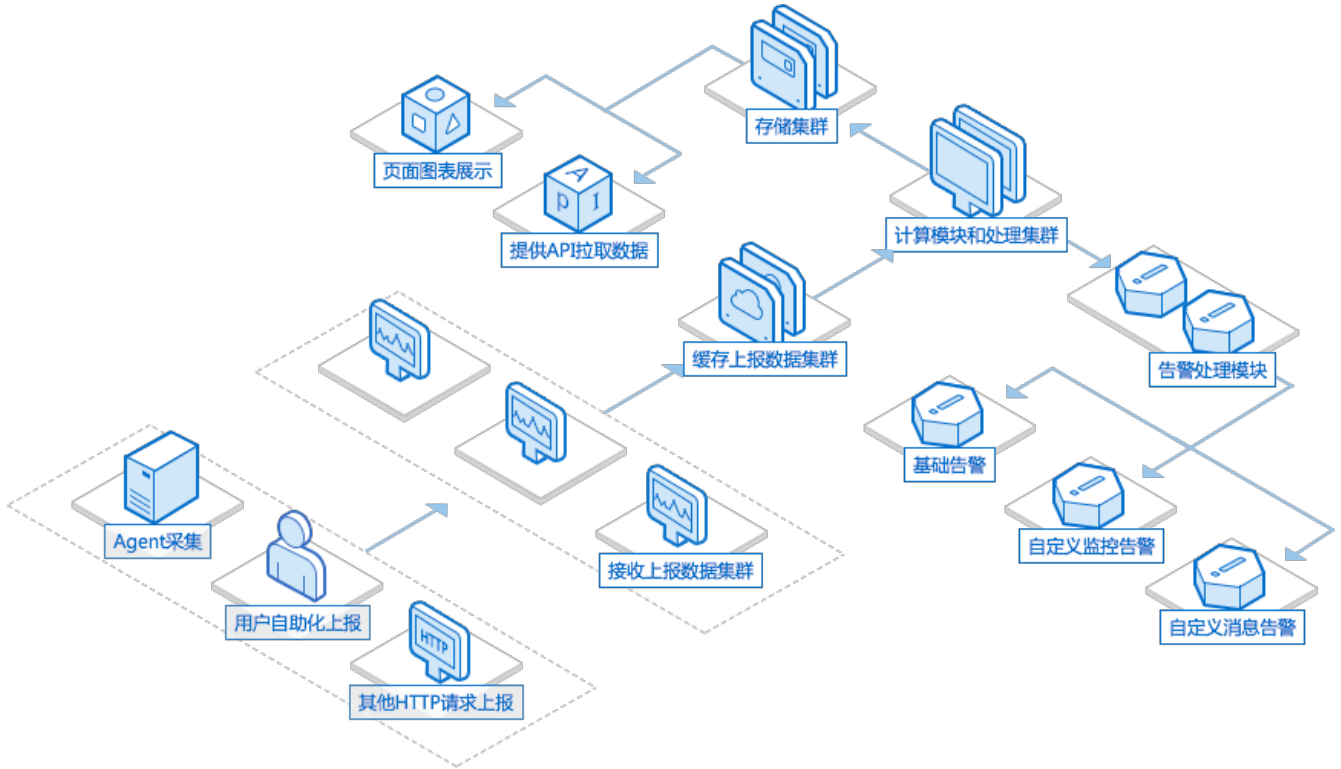 存储集群
页面图表展示
A
P
I
提供API拉取数据
计算模块和处理集群
缓存上报数据集群
告警处理模块
基础告警
自定义监控告警
自定义消息告警
接收上报数据集群
Agent采集
用户自助化上报
HTTP
其他HTTP请求上报